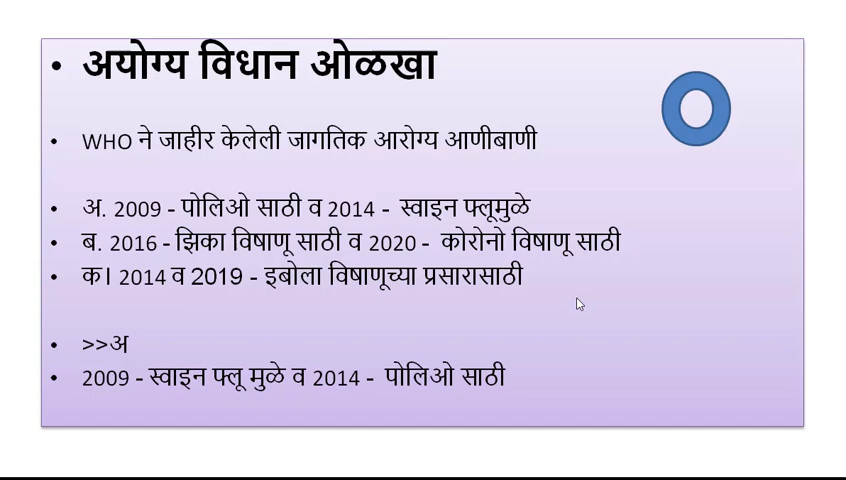 • अयोग्य विधान ओळखा
• WHO ने जाहीर केलेली जागतिक आरोग्य आणीबाणी
• अ. 2009 - पोलिओ साठी व 2014 - स्वाइन फ्लूमुळे
• ब. 2016 - झिका विषाणू साठी व 2020 - कोरोनो विषाणू साठी
• क। 2014 व 2019 - इबोला विषाणूच्या प्रसारासाठी
• >>अ
• 2009 - स्वाइन फ्लू मुळे व 2014 - पोलिओ साठी